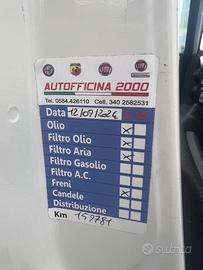 AUTOFFICINA 2000
Tel. 0584.426110 Cell. 340 2582531
Data 12/09/2024
Olio X
Filtro Olio X
Filtro Aria X
Filtro Gasolio
Filtro A.C.
Freni
Candele X
Distribuzione
Km 159781
subito